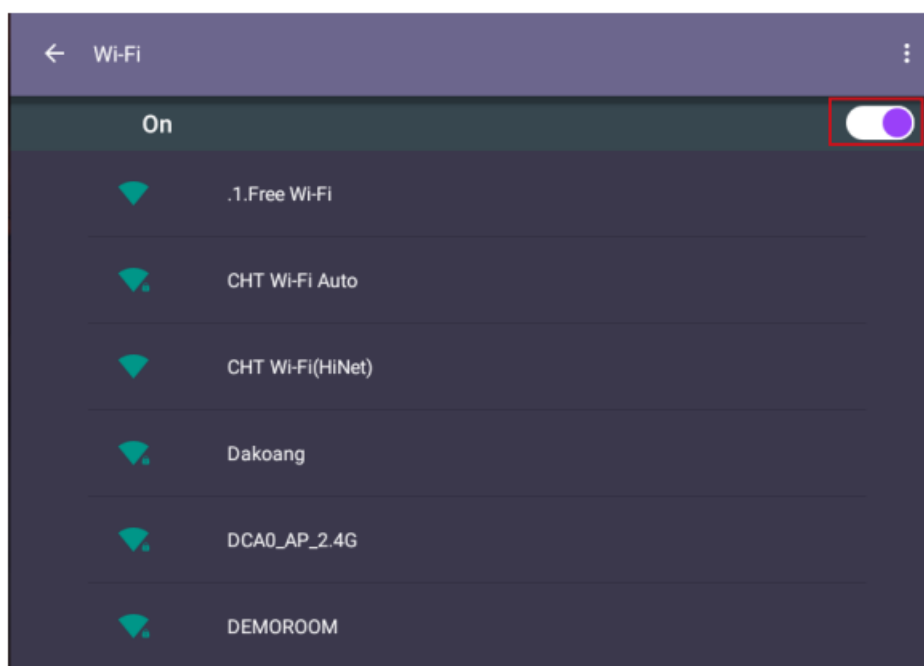 Wi-Fi
On
.1.Free Wi-Fi
CHT Wi-Fi Auto
CHT Wi-Fi(HiNet)
Dakoang
DCA0_AP_2.4G
DEMOROOM